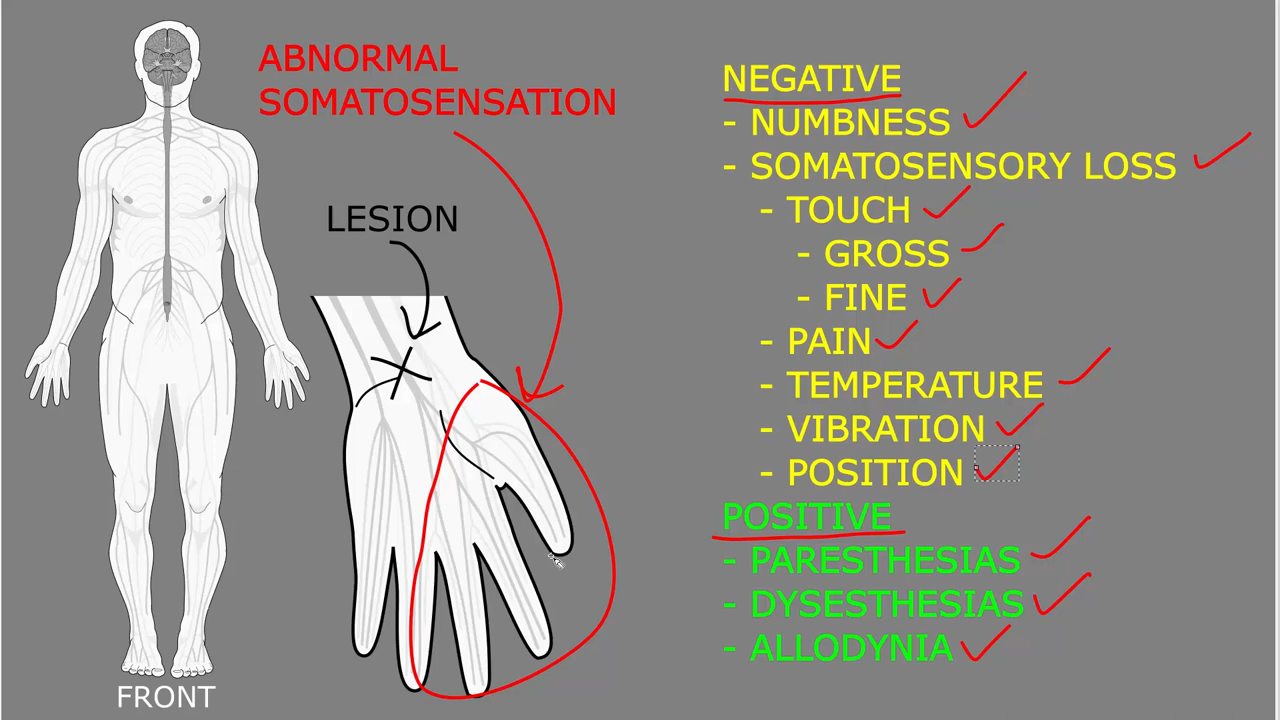 ABNORMAL
SOMATOSENSATION
LESION
FRONT
NEGATIVE
- NUMBNESS
- SOMATOSENSORY LOSS
- TOUCH
- GROSS
- FINE
- PAIN
- TEMPERATURE
- VIBRATION
- POSITION
POSITIVE
- PARESTHESIAS
- DYSESTHESIAS
- ALLODYNIA